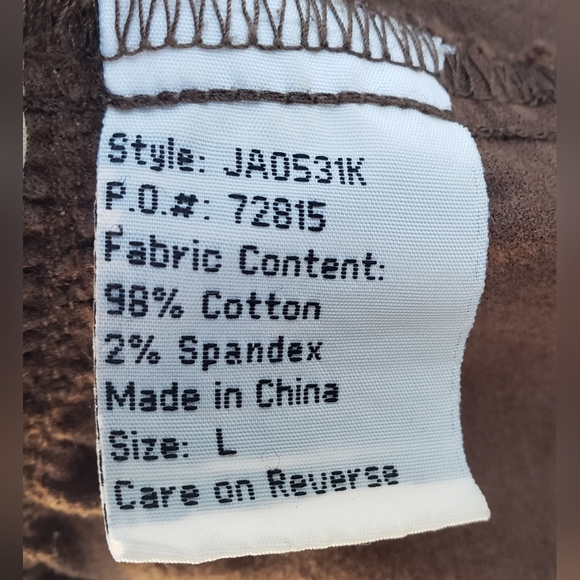 Style: JA0531K
P.O.#: 72815
Fabric Content:
98% Cotton
2% Spandex
Made in China
Size: L
Care on Reverse